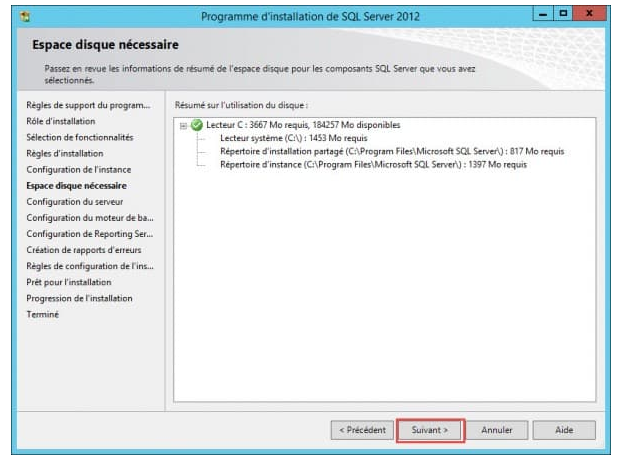 Programme d'installation de SQL Server 2012
Espace disque nécessaire
Passez en revue les informations de résumé de l'espace disque pour les composants SQL Server que vous avez
sélectionnés.
Règles de support du program...
Rôle d'installation
Sélection de fonctionnalités
Règles d'installation
Configuration de l'instance
Espace disque nécessaire
Configuration du serveur
Configuration du moteur de ba...
Configuration de Reporting Ser...
Création de rapports d'erreurs
Règles de configuration de l'ins...
Prêt pour l'installation
Progression de l'installation
Terminé
Résumé sur l'utilisation du disque :
Lecteur C : 3667 Mo requis, 184257 Mo disponibles
Lecteur système (C:\) : 1453 Mo requis
Répertoire d'installation partagé (C:\Program Files\Microsoft SQL Server\) : 817 Mo requis
Répertoire d'instance (C:\Program Files\Microsoft SQL Server\) : 1397 Mo requis
< Précédent
Suivant >
Annuler
Aide